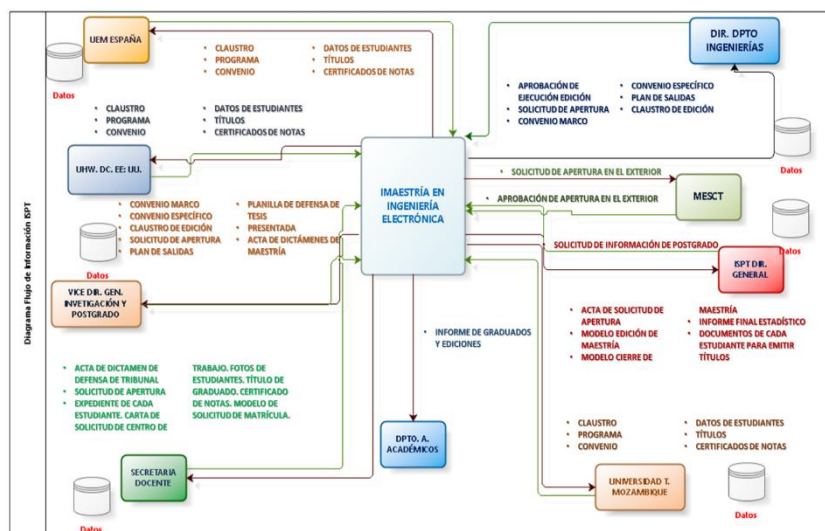 Diagrama Flujo de Información ISPT
UEM ESPAÑA
Datos
• CLAUSTRO
• PROGRAMA
• CONVENIO
• DATOS DE ESTUDIANTES
• TÍTULOS
• CERTIFICADOS DE NOTAS
DIR. DPTO
INGENIERÍAS
• APROBACIÓN DE
EJECUCIÓN EDICIÓN
• SOLICITUD DE APERTURA
• CONVENIO MARCO
• CONVENIO ESPECÍFICO
• PLAN DE SALIDAS
• CLAUSTRO DE EDICIÓN
Datos
• CLAUSTRO
• PROGRAMA
• CONVENIO
• DATOS DE ESTUDIANTES
• TÍTULOS
• CERTIFICADOS DE NOTAS
UHW. DC. EE: UU.
IMAESTRÍA EN
INGENIERÍA
ELECTRÓNICA
• SOLICITUD DE APERTURA EN EL EXTERIOR
• APROBACIÓN DE APERTURA EN EL EXTERIOR
MESCT
Datos
• CONVENIO MARCO
• CONVENIO ESPECÍFICO
• CLAUSTRO DE EDICIÓN
• SOLICITUD DE APERTURA
• PLAN DE SALIDAS
• PLANILLA DE DEFENSA DE
TESIS
• PRESENTADA
• ACTA DE DICTÁMENES DE
MAESTRÍA
Datos
• SOLICITUD DE INFORMACIÓN DE POSTGRADO
ISPT DIR.
GENERAL
VICE DIR. GEN.
INVETIGACIÓN Y
POSTGRADO
• ACTA DE SOLICITUD DE
APERTURA
• MODELO EDICIÓN DE
MAESTRÍA
• MODELO CIERRE DE
MAESTRÍA
• INFORME FINAL ESTADÍSTICO
• DOCUMENTOS DE CADA
ESTUDIANTE PARA EMITIR
TÍTULOS
• INFORME DE GRADUADOS
Y EDICIONES
• ACTA DE DICTAMEN DE
DEFENSA DE TRIBUNAL
• SOLICITUD DE APERTURA
• EXPEDIENTE DE CADA
ESTUDIANTE. CARTA DE
SOLICITUD DE CENTRO DE
TRABAJO. FOTOS DE
ESTUDIANTES. TÍTULO DE
GRADUADO. CERTIFICADO
DE NOTAS. MODELO DE
SOLICITUD DE MATRÍCULA.
• CLAUSTRO
• PROGRAMA
• CONVENIO
• DATOS DE ESTUDIANTES
• TÍTULOS
• CERTIFICADOS DE NOTAS
DPTO. A.
ACADÉMICOS
SECRETARIA
DOCENTE
Datos
UNIVERSIDAD T.
MOZAMBIQUE
Datos